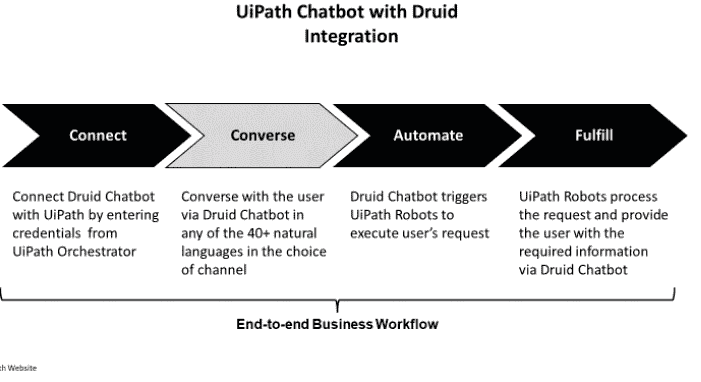 UiPath Chatbot with Druid
Integration
Connect
Converse
Automate
Fulfill
Connect Druid Chatbot
with UiPath by entering
credentials from
UiPath Orchestrator
Converse with the user
via Druid Chatbot in
any of the 40+ natural
languages in the choice
of channel
Druid Chatbot triggers
UiPath Robots to
execute user's request
UiPath Robots process
the request and provide
the user with the
required information
via Druid Chatbot
End-to-end Business Workflow
Website